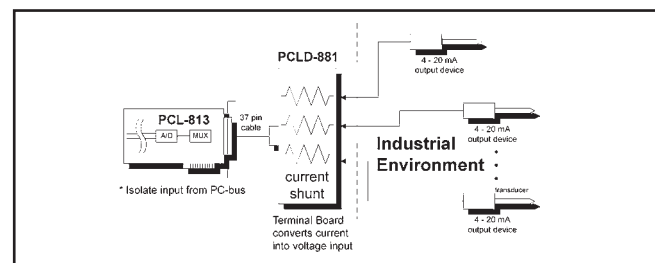 PCLD-881
4 - 20 mA
output device
PCL-813
A/D
MUX
37 pin
cable
* Isolate input from PC-bus
current
shunt
Terminal Board
converts current
into voltage input
Industrial
Environment
4 - 20 mA
output device
transducer
4 - 20 mA
output device